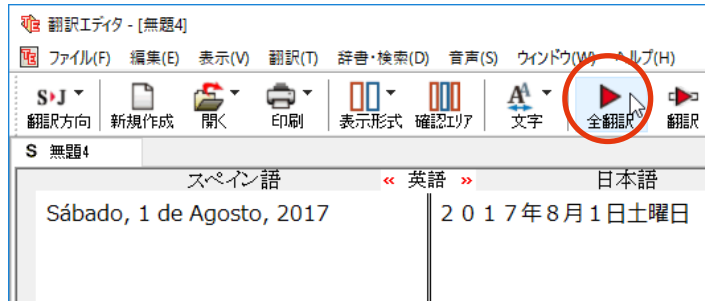 翻訳エディタ - [無題4]
ファイル(F) 編集(E) 表示(V) 翻訳(T) 辞書・検索(D) 音声(S) ウィンドウ(W) ヘルプ(H)
S▸J
翻訳方向 新規作成 開く 印刷 表示形式 確認エリア 文字 全翻訳 翻訳
S 無題4
スペイン語 « 英語 » 日本語
Sábado, 1 de Agosto, 2017 2017年8月1日土曜日